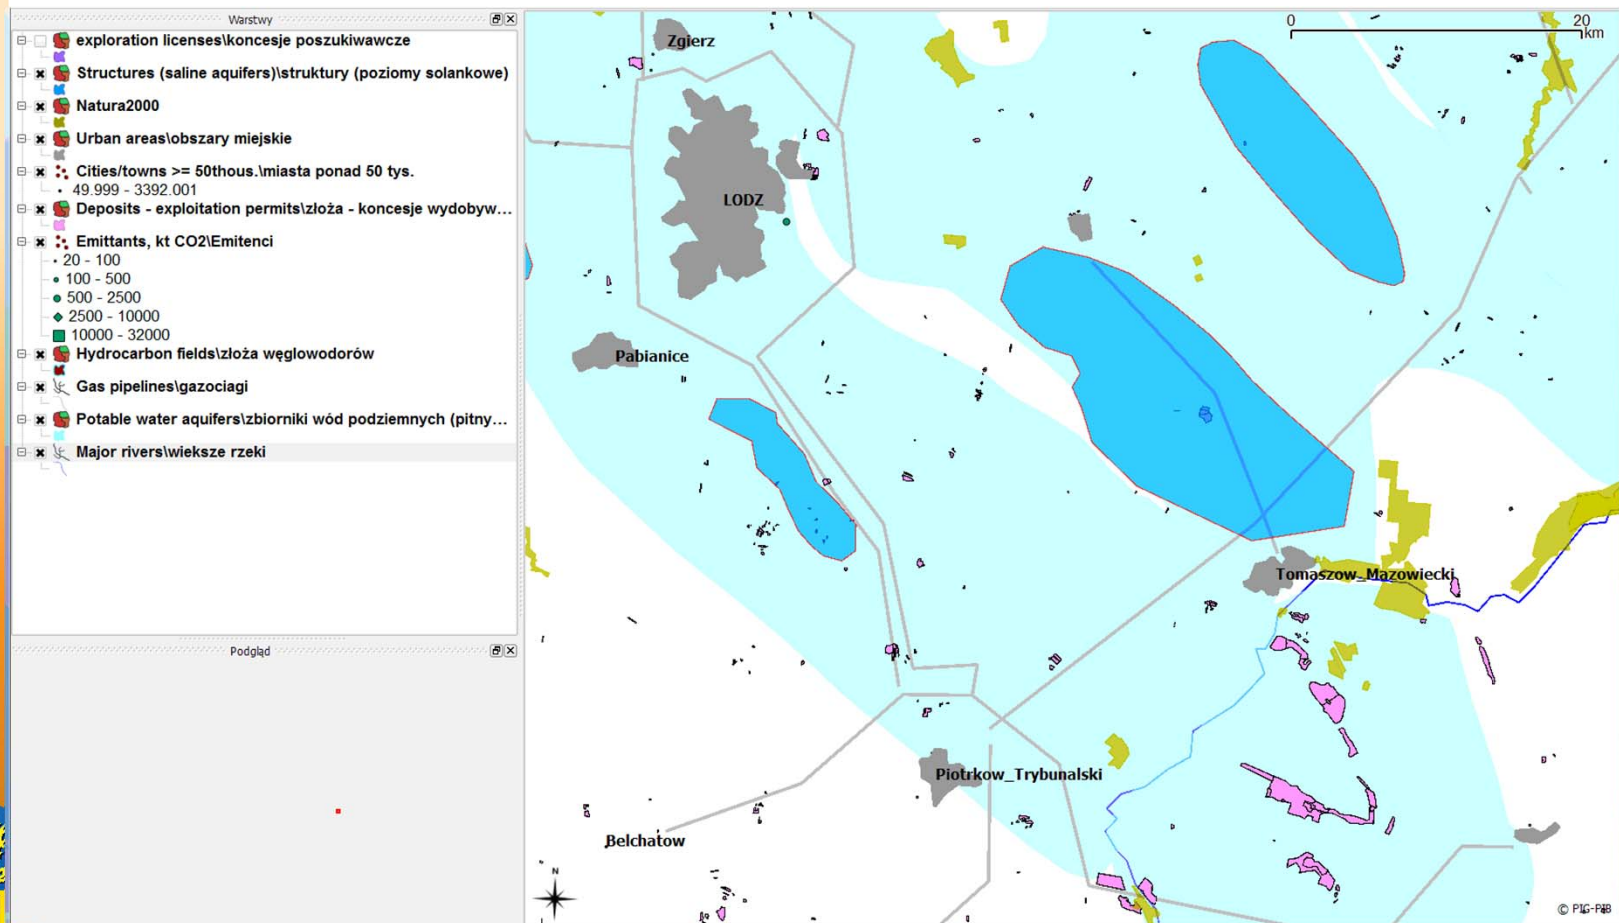 Warstwy
exploration licenses\koncesje poszukiwawcze
Structures (saline aquifers)\struktury (poziomy solankowe)
Natura2000
Urban areas\obszary miejskie
Cities/towns >= 50thous.\miasta ponad 50 tys.
49.999 - 3392.001
Deposits - exploitation permits\złoża - koncesje wydobyw...
Emittants, kt CO2\Emitenci
20 - 100
100 - 500
500 - 2500
2500 - 10000
10000 - 32000
Hydrocarbon fields\złoża węglowodorów
Gas pipelines\gazociagi
Potable water aquifers\zbiorniki wód podziemnych (pitny...
Major rivers\wieksze rzeki
Podgląd
0 20
km
Zgierz
LODZ
Pabianice
Tomaszow_Mazowiecki
Piotrkow_Trybunalski
Belchatow
N
© PIG-PIB